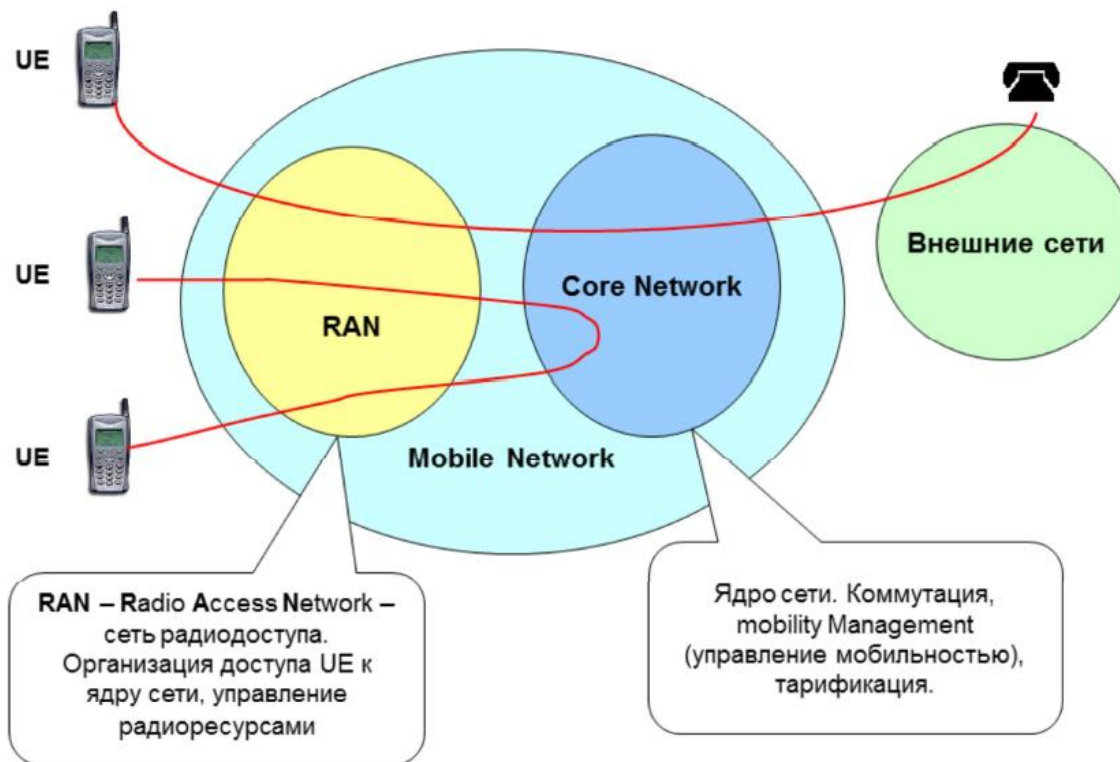 UE
UE
UE
RAN
Core Network
Mobile Network
Внешние сети
RAN – Radio Access Network –
сеть радиодоступа.
Организация доступа UE к
ядру сети, управление
радиоресурсами
Ядро сети. Коммутация,
mobility Management
(управление мобильностью),
тарификация.